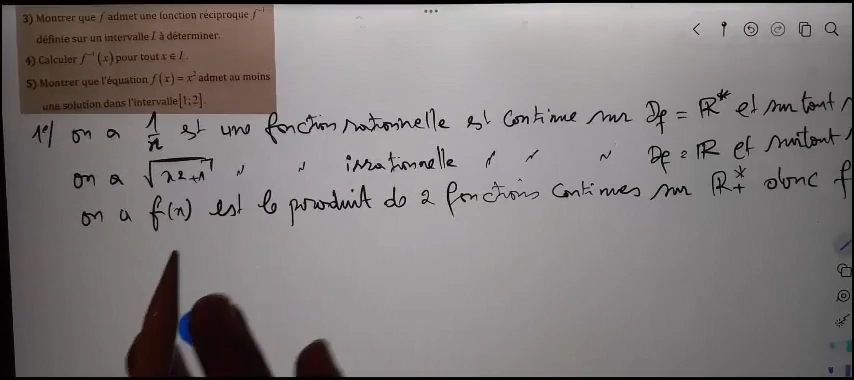 3) Montrer que f admet une fonction réciproque f⁻¹
définie sur un intervalle I à déterminer.
4) Calculer f⁻¹(x) pour tout x ∈ I.
5) Montrer que l'équation f(x) = x² admet au moins
une solution dans l'intervalle [1;2].
1°/ on a 1/x est une fonction rationnelle est continue sur Df = ℝ* et sur tout
on a √(x2+1) " " irrationnelle " " " Df = ℝ et surtout
on a f(x) est le produit de 2 fonctions continues sur ℝ*+ donc f